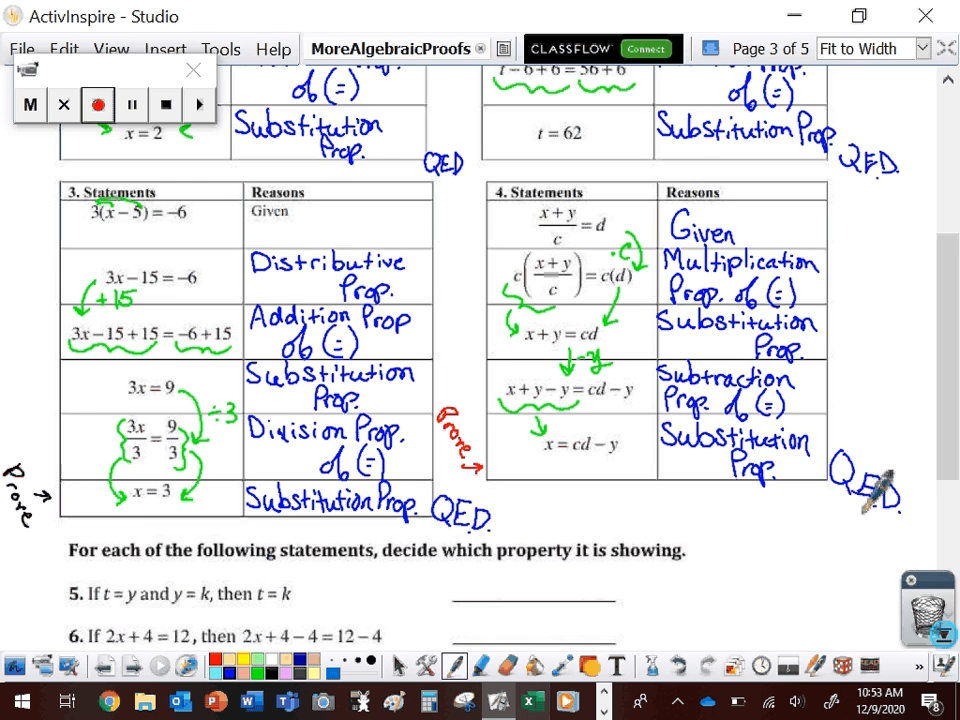 ActivInspire - Studio
File Edit View Insert Tools Help MoreAlgebraicProofs CLASSFLOW Connect Page 3 of 5 Fit to Width
M
of (=)
t − 6 + 6 = 56 + 6
of (=)
x = 2 Substitution Prop. QED
t = 62 Substitution Prop. Q.E.D.
3. Statements Reasons
3(x − 5) = −6 Given
3x − 15 = −6 Distributive Prop.
+15
3x − 15 + 15 = −6 + 15 Addition Prop of (=)
3x = 9 Substitution Prop.
÷3
3x/3 = 9/3 Division Prop. of (=)
Prove → x = 3 Substitution Prop. Q.E.D.
4. Statements Reasons
(x + y)/c = d Given
·c
c((x + y)/c) = c(d) Multiplication Prop. of (=)
x + y = cd Substitution Prop.
−y
x + y − y = cd − y Subtraction Prop. of (=)
Prove → x = cd − y Substitution Prop. Q.E.D.
For each of the following statements, decide which property it is showing.
5. If t = y and y = k, then t = k
6. If 2x + 4 = 12, then 2x + 4 − 4 = 12 − 4
10:53 AM
12/9/2020
8